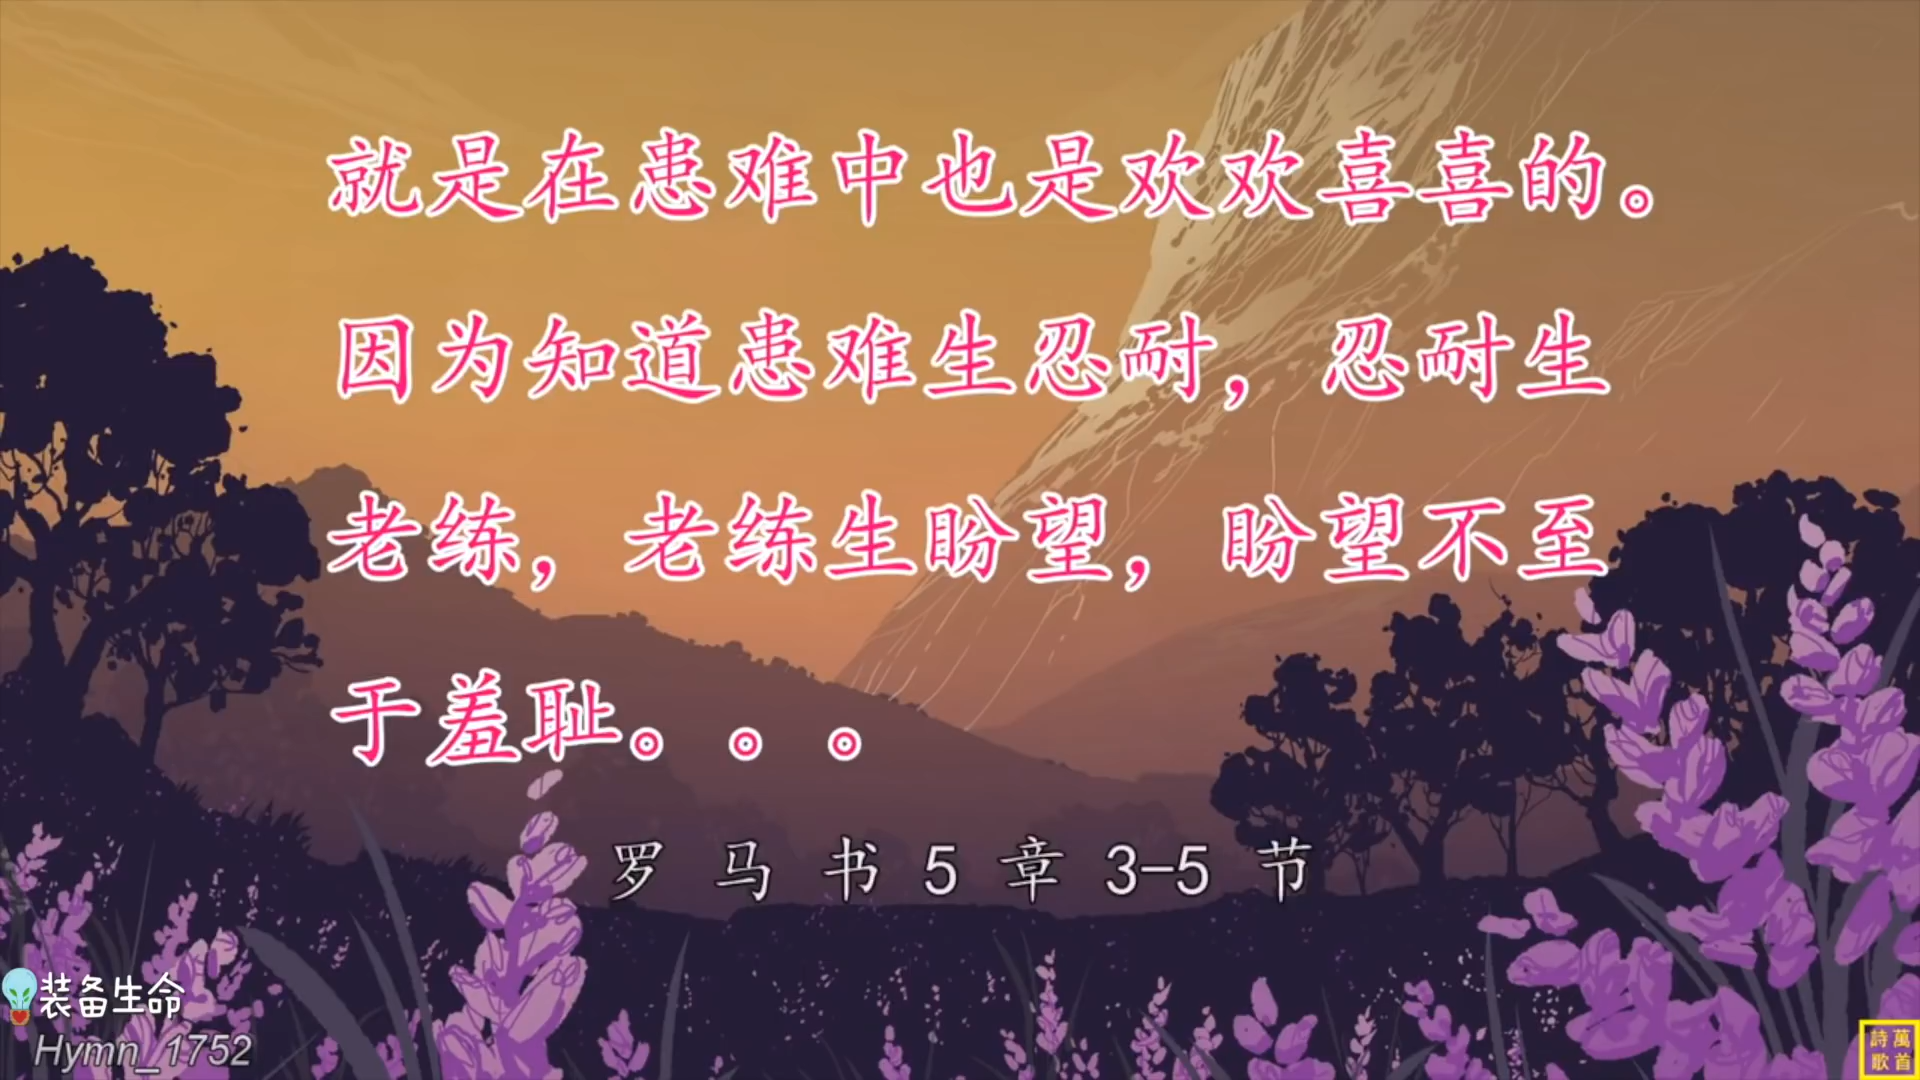 就是在患难中也是欢欢喜喜的。
因为知道患难生忍耐，忍耐生
老练，老练生盼望，盼望不至
于羞耻。。。
罗马书5章3-5节
装备生命
Hymn_1752
萬首
詩歌